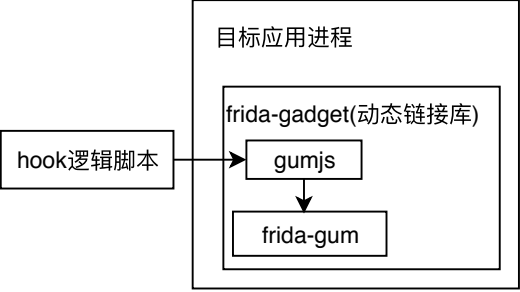 目标应用进程
frida-gadget(动态链接库)
hook逻辑脚本
gumjs
frida-gum